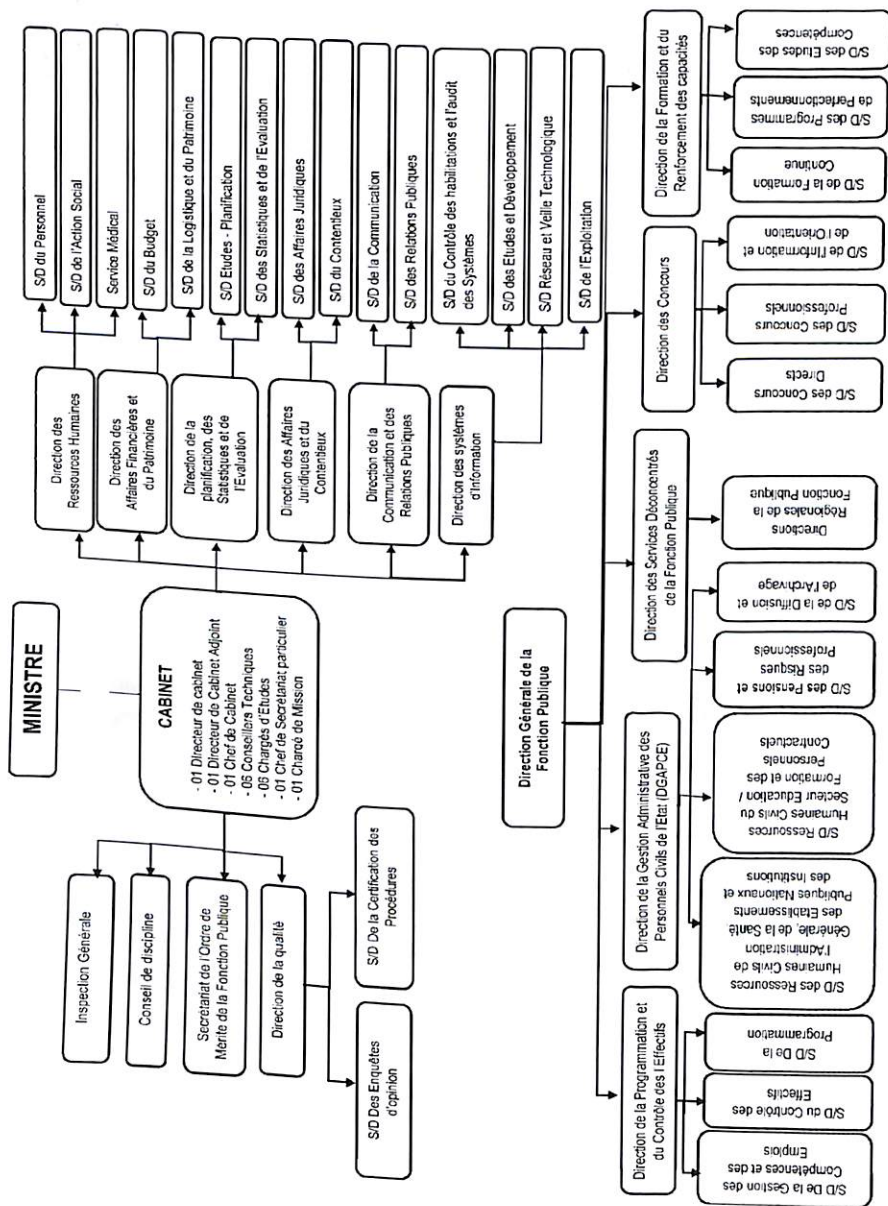 MINISTRE
CABINET
- 01 Directeur de cabinet
- 01 Directeur de Cabinet Adjoint
- 01 Chef de Cabinet
- 06 Conseillers Techniques
- 06 Chargés d'Etudes
- 01 Chef de Secrétariat particulier
- 01 Chargé de Mission
Inspection Générale
Conseil de discipline
Secrétariat de l'Ordre de
Mérite de la Fonction Publique
Direction de la qualité
S/D Des Enquêtes
d'opinion
S/D De la Certification des
Procédures
Direction des
Ressources Humaines
S/D du Personnel
S/D de l'Action Social
Service Médical
Direction des
Affaires Financières et
du Patrimoine
S/D du Budget
S/D de la Logistique et du Patrimoine
Direction de la
planification, des
Statistiques et de
l'Evaluation
S/D Etudes - Planification
S/D des Statistiques et de l'Evaluation
Direction des Affaires
Juridiques et du
Contentieux
S/D des Affaires Juridiques
S/D du Contentieux
Direction de la
Communication et des
Relations Publiques
S/D de la Communication
S/D des Relations Publiques
Direction des systèmes
d'Information
S/D du Contrôle des habilitations et l'audit
des Systèmes
S/D des Etudes et Développement
S/D Réseau et Veille Technologique
S/D de l'Exploitation
Direction Générale de la
Fonction Publique
Direction de la Programmation et
du Contrôle des l Effectifs
S/D De la Gestion des
Compétences et des
Emplois
S/D du Contrôle des
Effectifs
S/D De la
Programmation
Direction de la Gestion Administrative des
Personnels Civils de l'Etat (DGAPCE)
S/D des Ressources
Humaines Civils de
l'Administration
Générale, de la Santé,
des Etablissements
Publiques Nationaux et
des Institutions
S/D Ressources
Humaines Civils du
Secteur Education /
Formation et des
Personnels
Contractuels
S/D des Pensions et
des Risques
Professionnels
S/D de la Diffusion et
de l'Archivage
Direction des Services Déconcentrés
de la Fonction Publique
Directions
Régionales de la
Fonction Publique
Direction des Concours
S/D des Concours
Directs
S/D des Concours
Professionnels
S/D de l'Information et
de l'Orientation
Direction de la Formation et du
Renforcement des capacités
S/D de la Formation
Continue
S/D des Programmes
de Perfectionnements
S/D des Etudes des
Compétences